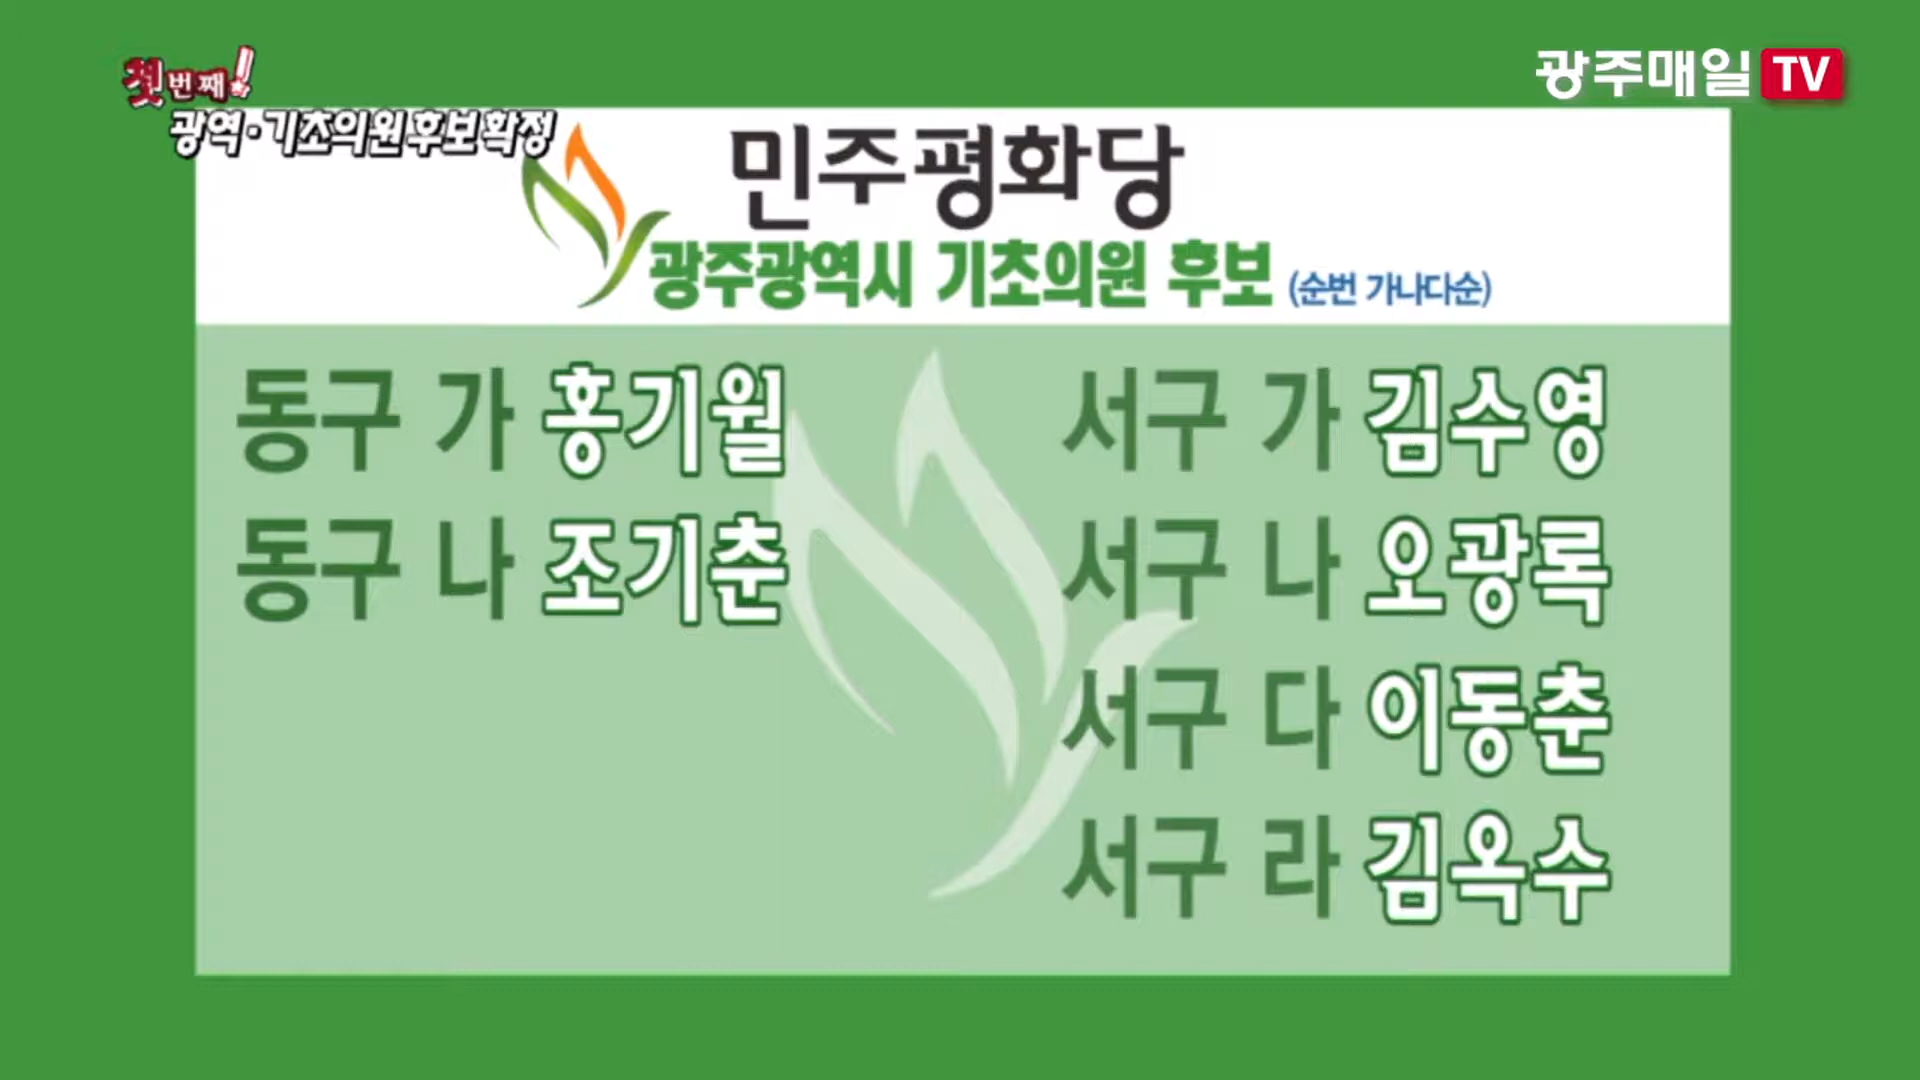 첫번째!
광역·기초의원 후보 확정
광주매일 TV
민주평화당
광주광역시 기초의원 후보 (순번 가나다순)
동구 가 홍기월
동구 나 조기춘
서구 가 김수영
서구 나 오광록
서구 다 이동춘
서구 라 김옥수